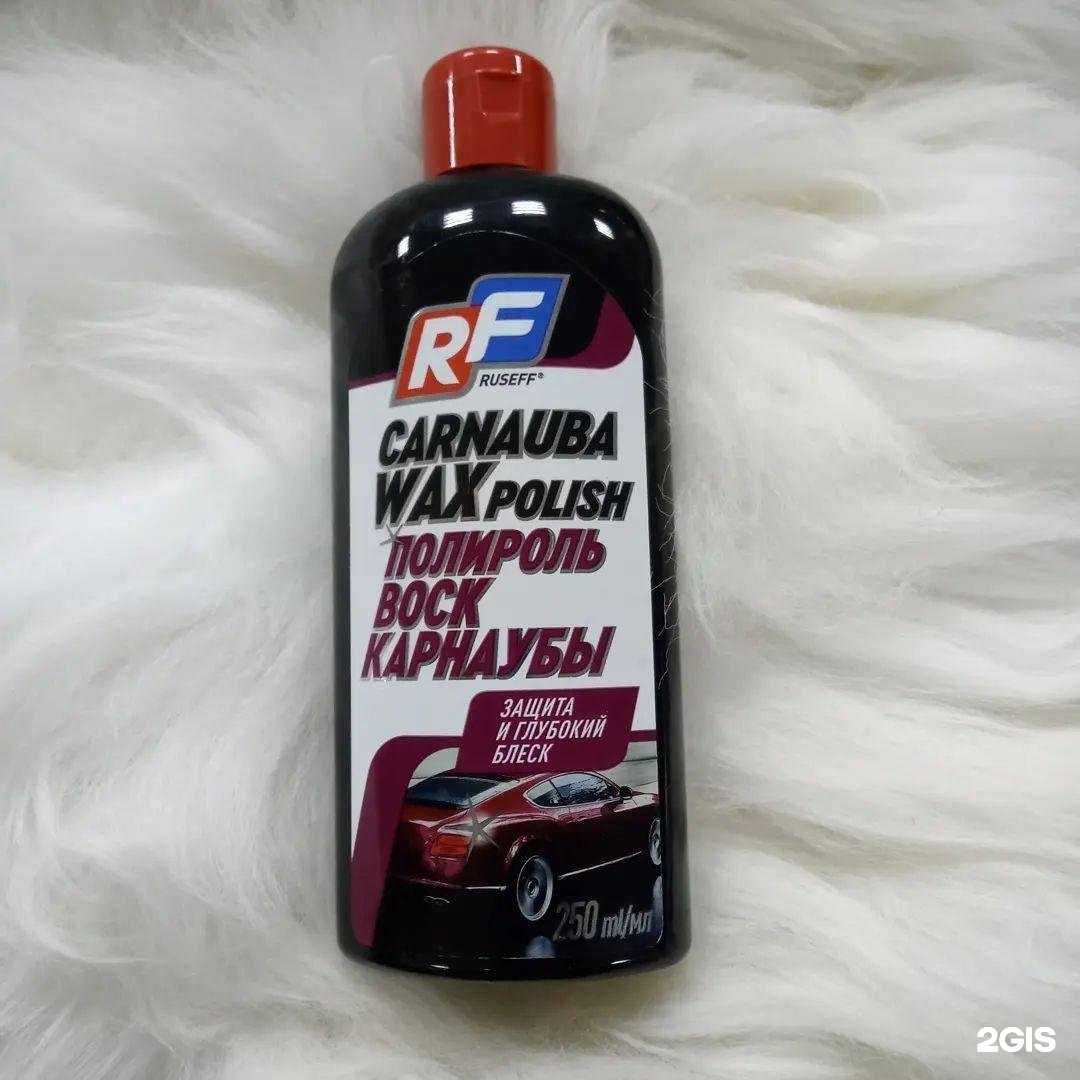 RF
RUSEFF®
CARNAUBA
WAX POLISH
ПОЛИРОЛЬ
ВОСК
КАРНАУБЫ
ЗАЩИТА
И ГЛУБОКИЙ
БЛЕСК
250 ml/мл
2GIS